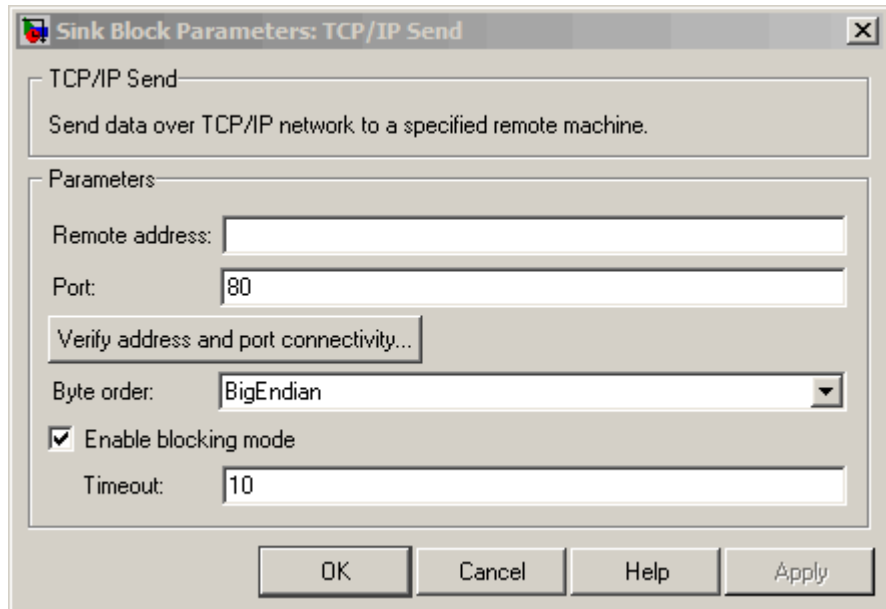 Sink Block Parameters: TCP/IP Send
TCP/IP Send
Send data over TCP/IP network to a specified remote machine.
Parameters
Remote address:
Port: 80
Verify address and port connectivity...
Byte order: BigEndian
Enable blocking mode
Timeout: 10
OK Cancel Help Apply